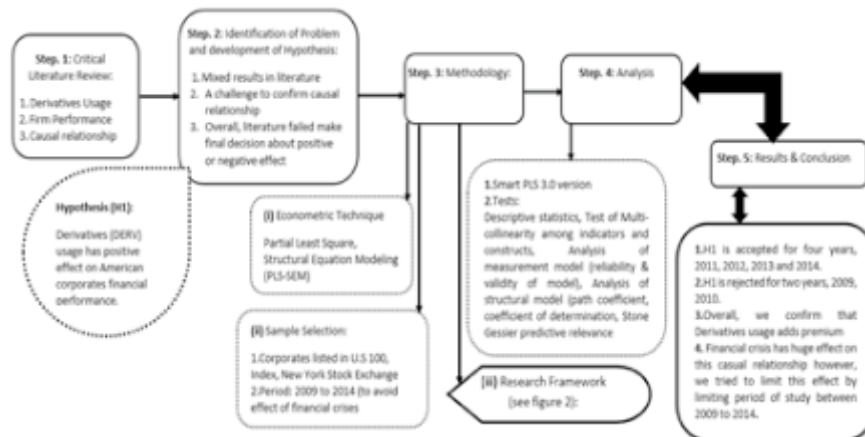 Step. 1: Critical
Literature Review:
1. Derivatives Usage
2. Firm Performance
3. Causal relationship
Step. 2: Identification of Problem
and development of Hypothesis:
1. Mixed results in literature
2. A challenge to confirm causal
relationship
3. Overall, literature failed make
final decision about positive
or negative effect
Hypothesis (H1):
Derivatives (DERV)
usage has positive
effect on American
corporates financial
performance.
Step. 3: Methodology:
(i) Econometric Technique
Partial Least Square,
Structural Equation Modeling
(PLS-SEM)
(ii) Sample Selection:
1.Corporates listed in U.S 100,
Index, New York Stock Exchange
2.Period: 2009 to 2014 (to avoid
effect of financial crises
(iii) Research Framework
(see figure 2):
Step. 4: Analysis
1.Smart PLS 3.0 version
2.Tests:
Descriptive statistics, Test of Multi-
collinearity among indicators and
constructs, Analysis of
measurement model (reliability &
validity of model), Analysis of
structural model (path coefficient,
coefficient of determination, Stone
Gessier predictive relevance
Step. 5: Results & Conclusion
1.H1 is accepted for four years,
2011, 2012, 2013 and 2014.
2.H1 is rejected for two years, 2009,
2010.
3.Overall, we confirm that
Derivatives usage adds premium
4. Financial crisis has huge effect on
this casual relationship however,
we tried to limit this effect by
limiting period of study between
2009 to 2014.